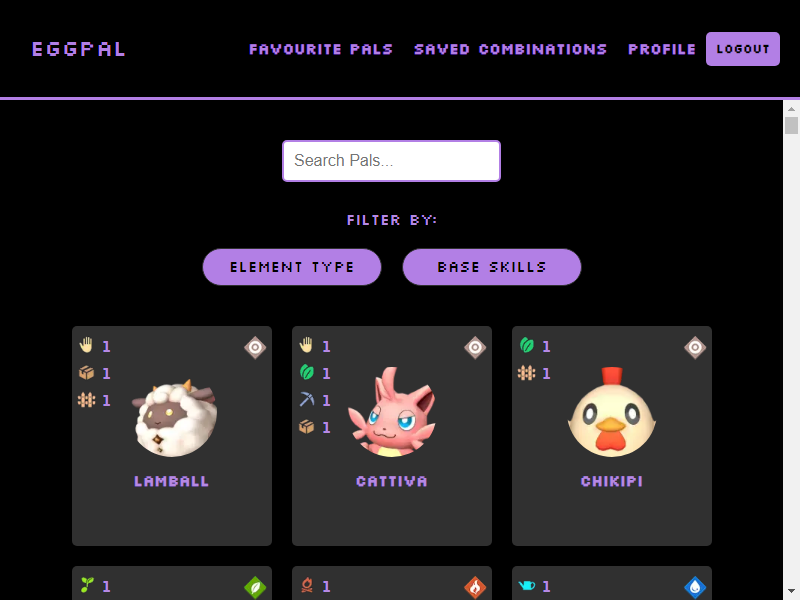 EGGPAL
FAVOURITE PALS
SAVED COMBINATIONS
PROFILE
LOGOUT
Search Pals...
FILTER BY:
ELEMENT TYPE
BASE SKILLS
1
1
1
LAMBALL
1
1
1
1
CATTIVA
1
1
CHIKIPI
1
1
1